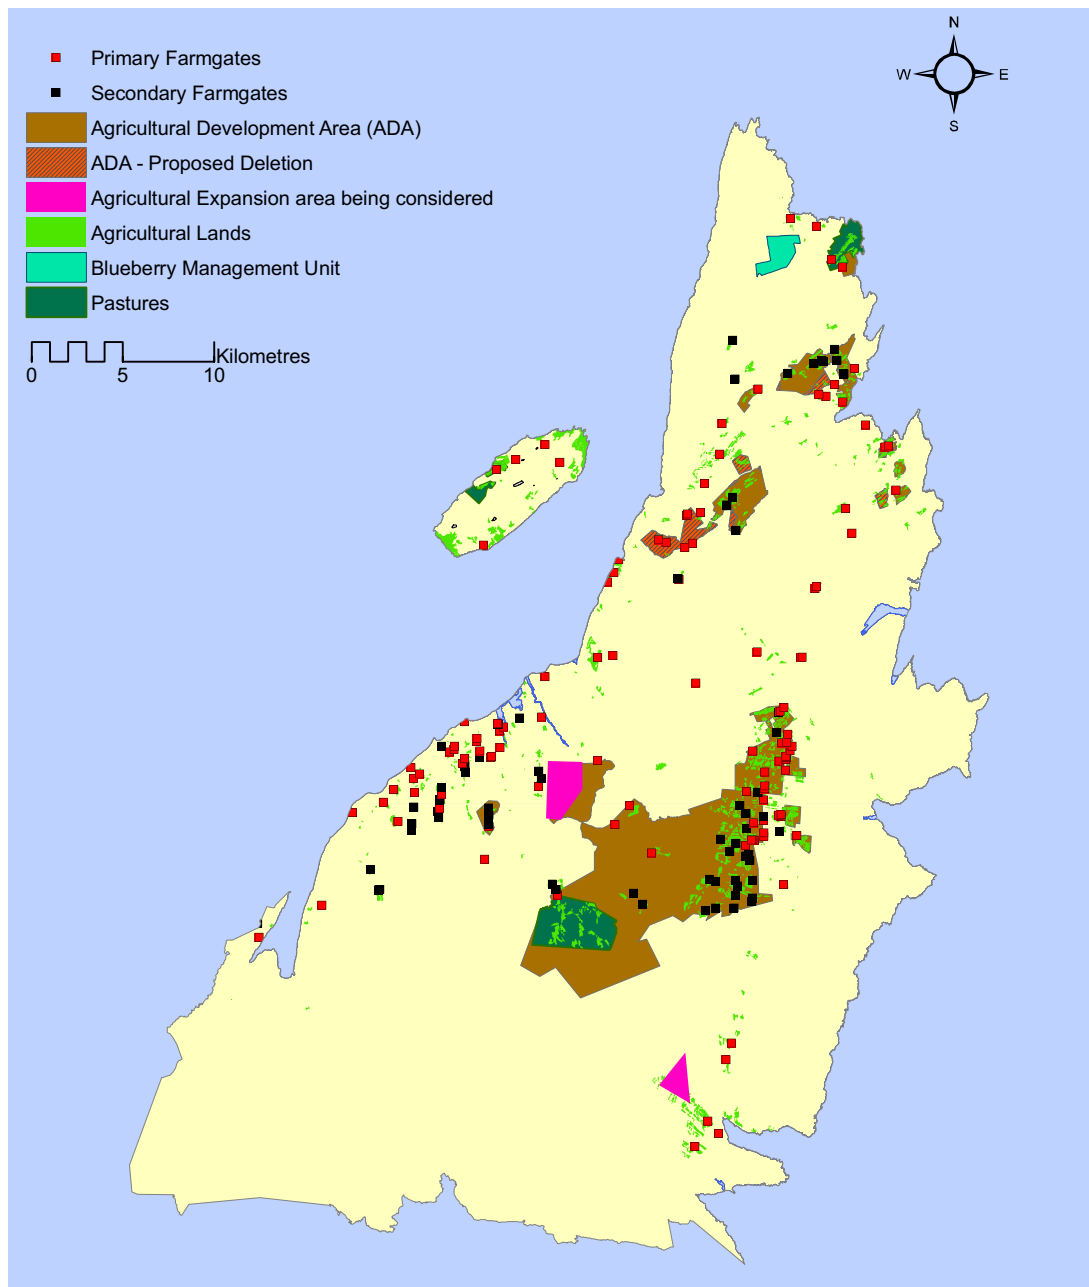 N
W E
S
Primary Farmgates
Secondary Farmgates
Agricultural Development Area (ADA)
ADA - Proposed Deletion
Agricultural Expansion area being considered
Agricultural Lands
Blueberry Management Unit
Pastures
Kilometres
0 5 10